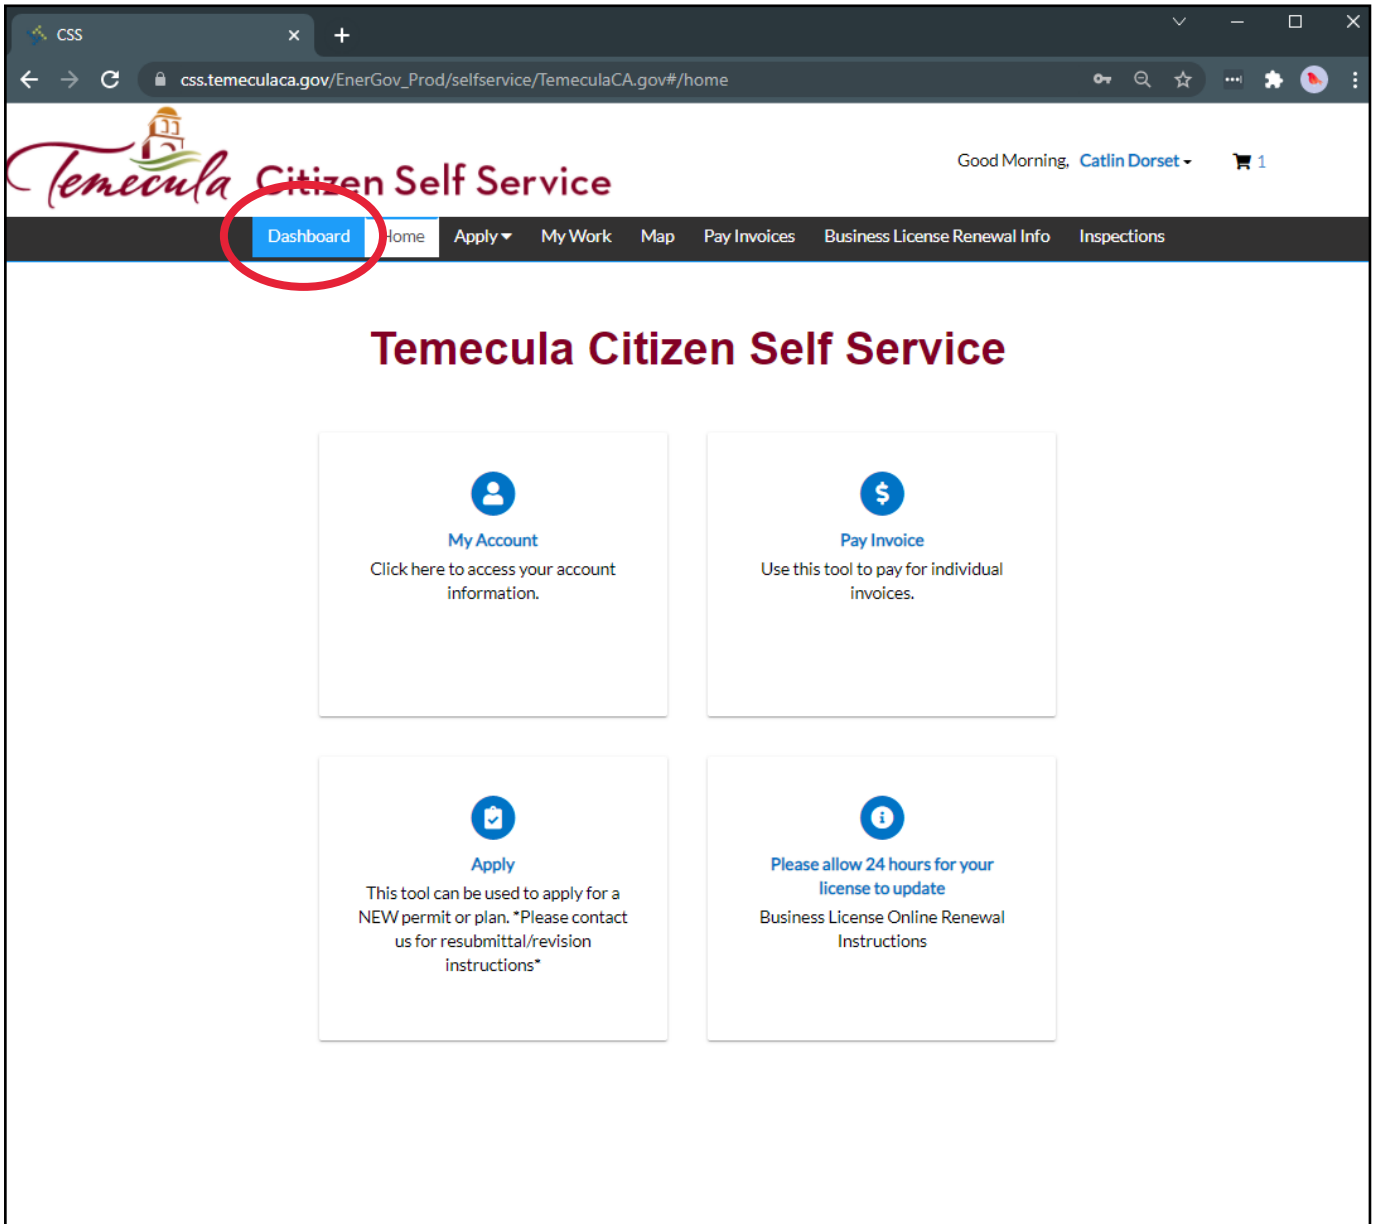 CSS
css.temeculaca.gov/EnerGov_Prod/selfservice/TemeculaCA.gov#/home
Temecula Citizen Self Service
Good Morning, Catlin Dorset
1
Dashboard Home Apply My Work Map Pay Invoices Business License Renewal Info Inspections
Temecula Citizen Self Service
My Account
Click here to access your account
information.
Pay Invoice
Use this tool to pay for individual
invoices.
Apply
This tool can be used to apply for a
NEW permit or plan. *Please contact
us for resubmittal/revision
instructions*
Please allow 24 hours for your
license to update
Business License Online Renewal
Instructions